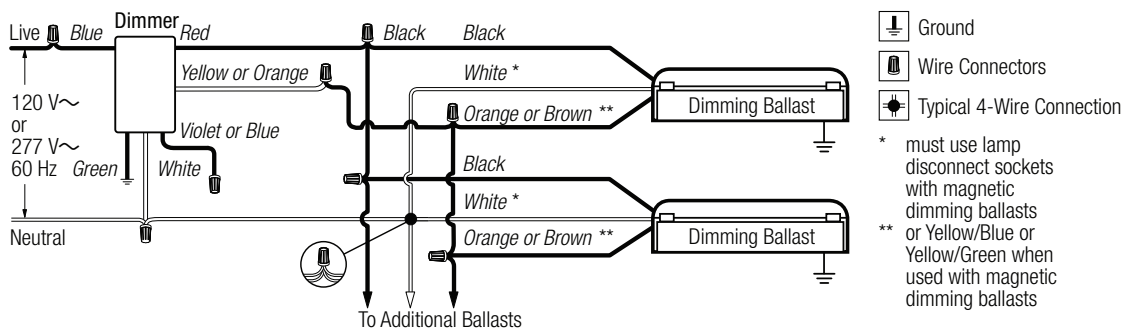 Dimmer
Live
Blue
Red
Black
Black
White *
Yellow or Orange
Orange or Brown **
Dimming Ballast
120 V~
or
277 V~
60 Hz
Violet or Blue
Green
White
Black
White *
Orange or Brown **
Dimming Ballast
Neutral
To Additional Ballasts
Ground
Wire Connectors
Typical 4-Wire Connection
* must use lamp
disconnect sockets
with magnetic
dimming ballasts
** or Yellow/Blue or
Yellow/Green when
used with magnetic
dimming ballasts